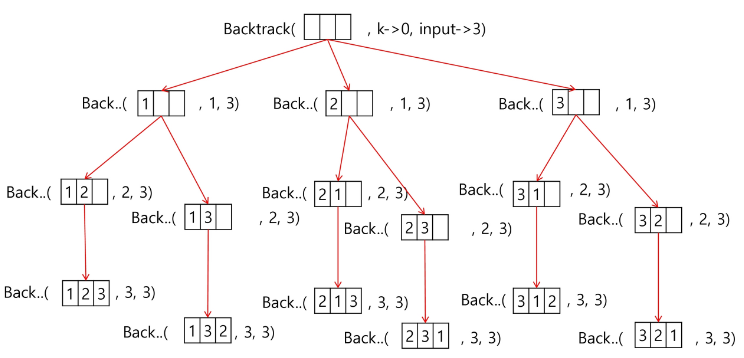 Backtrack( , k->0, input->3)
Back..( 1 , 1, 3)
Back..( 2 , 1, 3)
Back..( 3 , 1, 3)
Back..( 1 2 , 2, 3)
Back..( 1 3 , 2, 3)
Back..( 2 1 , 2, 3)
Back..( 2 3 , 2, 3)
Back..( 3 1 , 2, 3)
Back..( 3 2 , 2, 3)
Back..( 1 2 3 , 3, 3)
Back..( 1 3 2 , 3, 3)
Back..( 2 1 3 , 3, 3)
Back..( 2 3 1 , 3, 3)
Back..( 3 1 2 , 3, 3)
Back..( 3 2 1 , 3, 3)